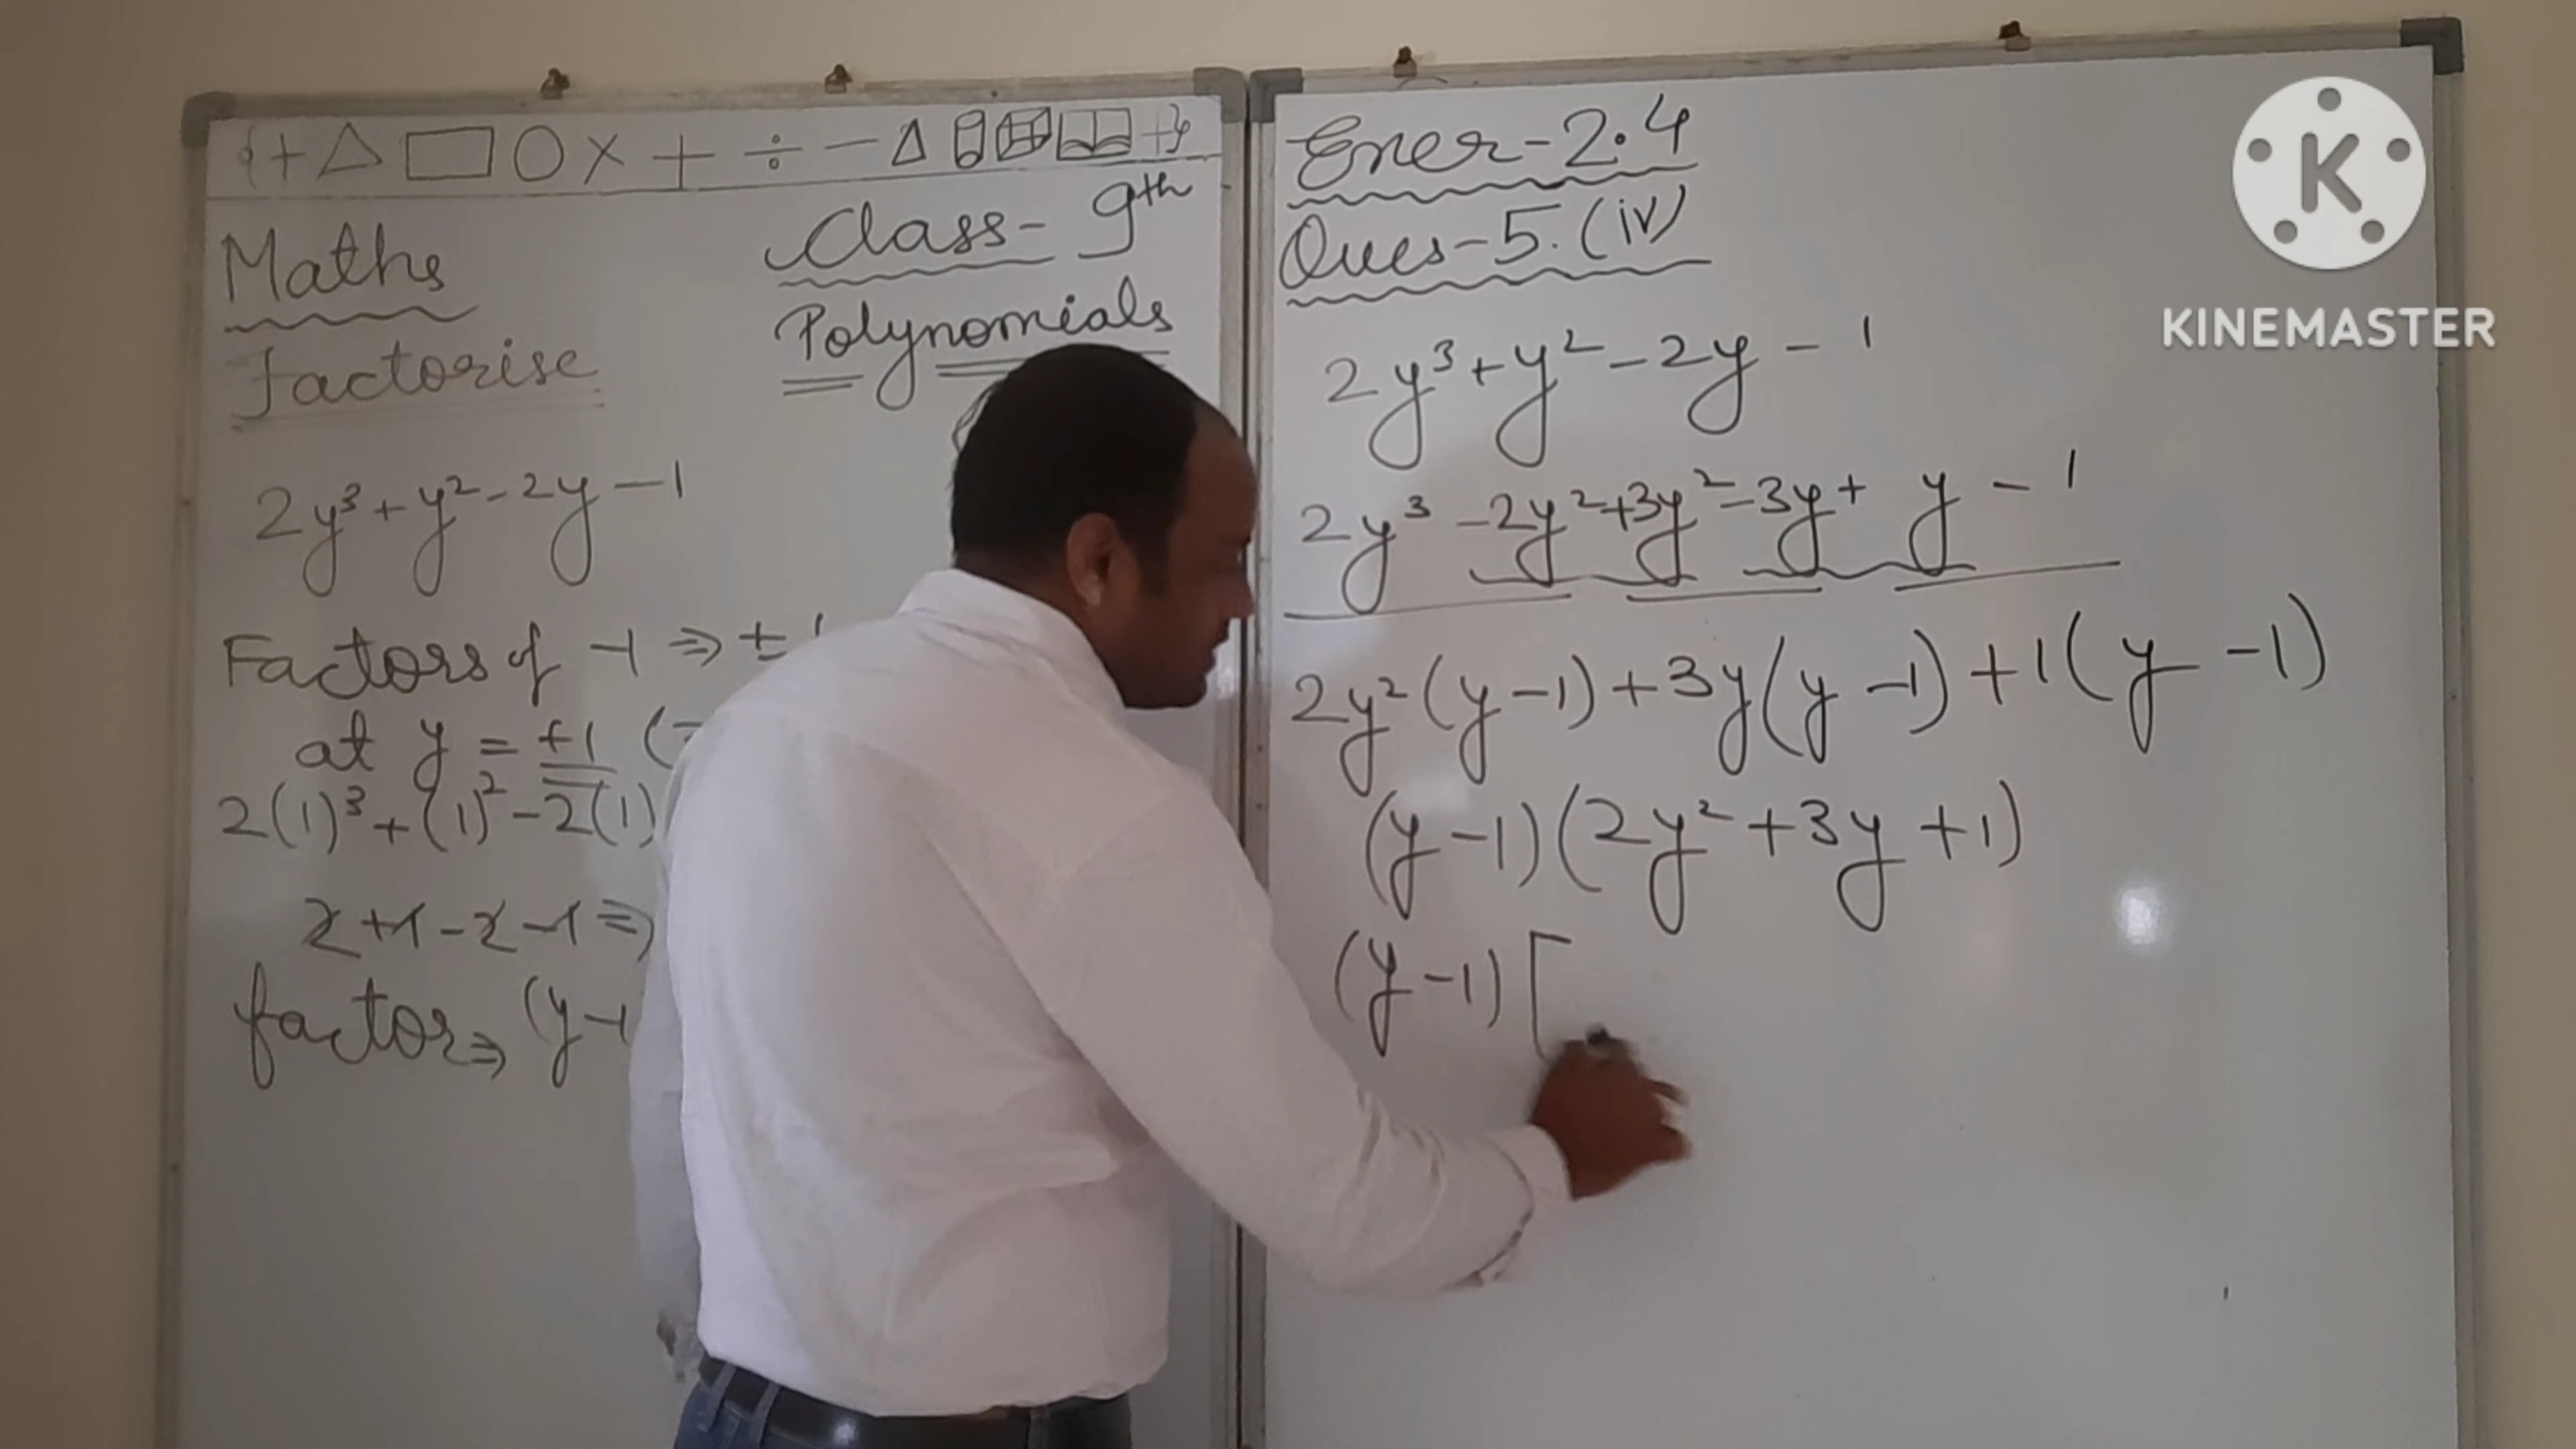 Maths
Class- 9th
Polynomials
Factorise
2y³+y²-2y-1
Factors of -1 ⇒ ±1
at y = +1
2(1)³+(1)²-2(1)
2+1-2-1⇒
factor⇒ (y-1
Exer-2.4
Ques-5.(iv)
2y³+y²-2y-1
2y³-2y²+3y²-3y+y-1
2y²(y-1)+3y(y-1)+1(y-1)
(y-1)(2y²+3y+1)
(y-1)[
K
KINEMASTER